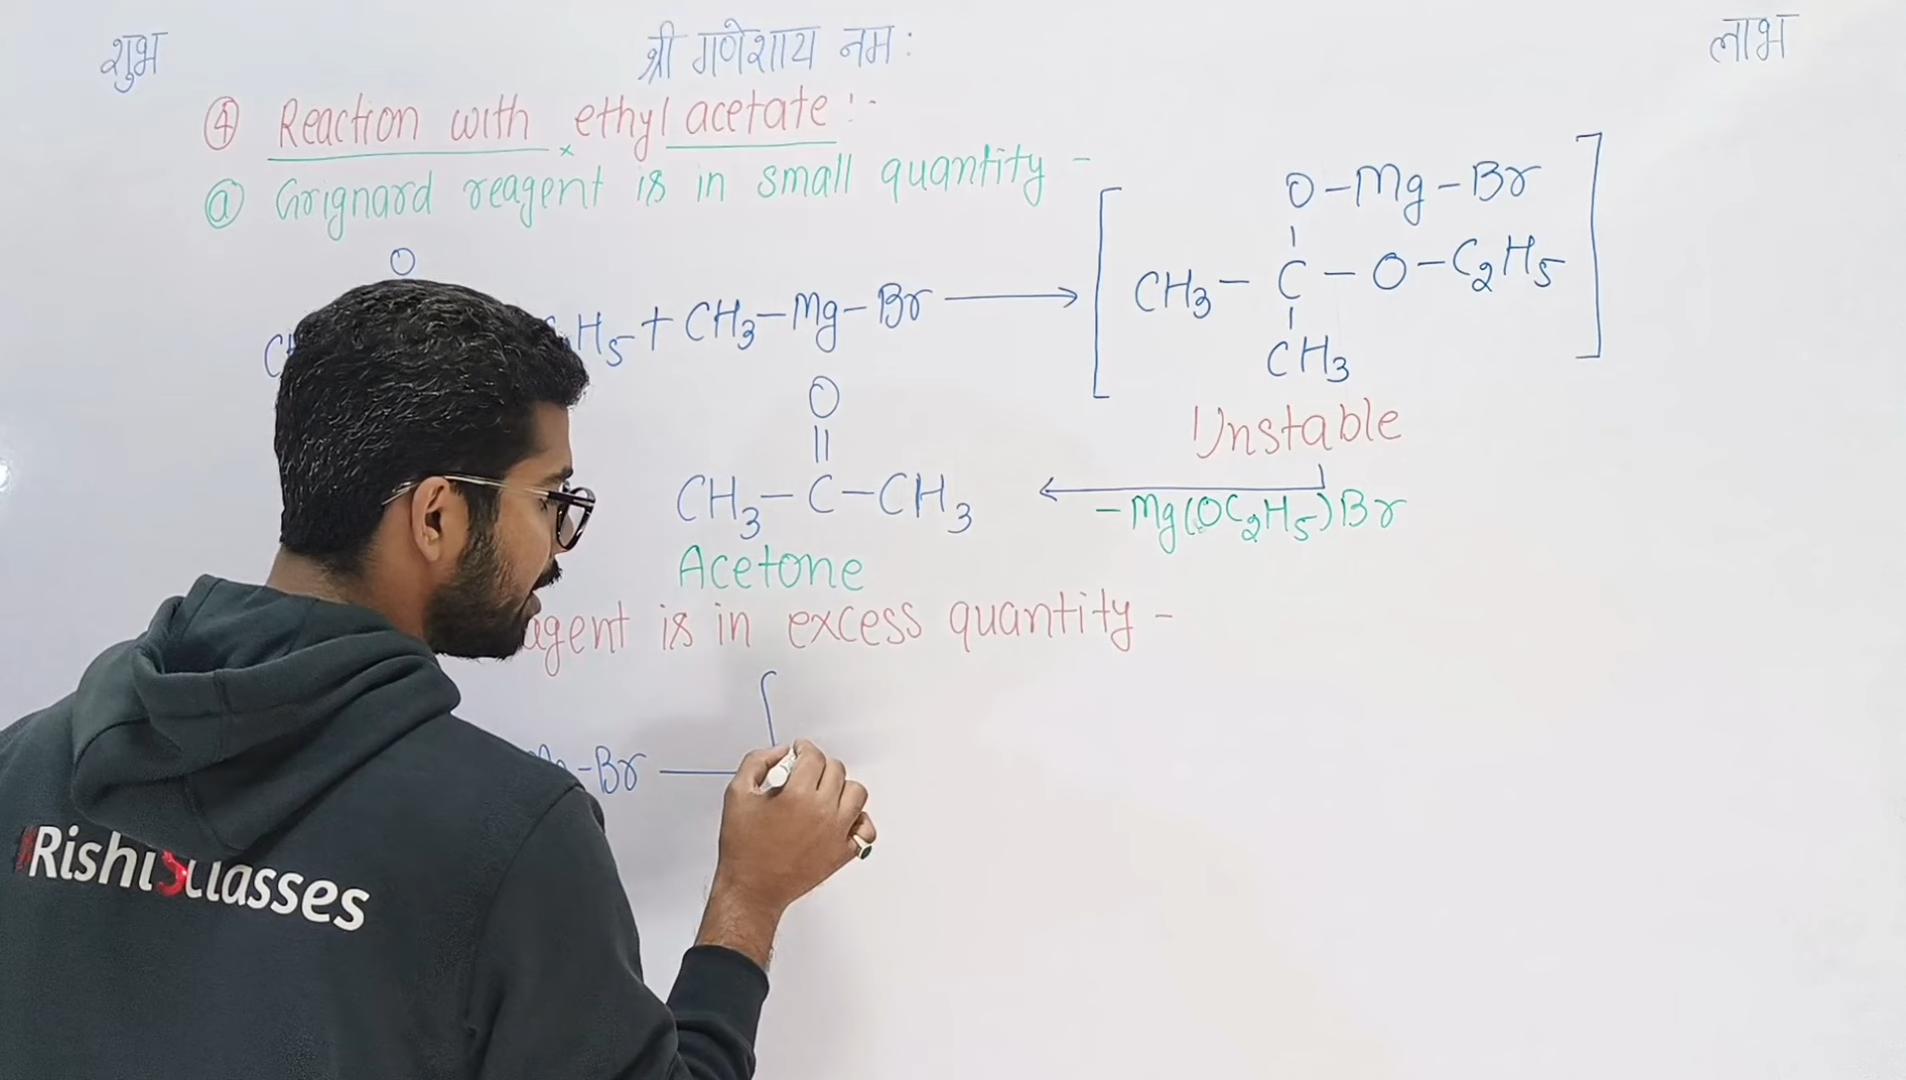 शुभ श्री गणेशाय नमः लाभ
④ Reaction with ethyl acetate :-
ⓐ Grignard reagent is in small quantity -
O
H5 + CH3-Mg-Br
O-Mg-Br
CH3-C-O-C2H5
CH3
Unstable
-Mg(OC2H5)Br
O
CH3-C-CH3
Acetone
is in excess quantity -
-Br
#Rishi Classes